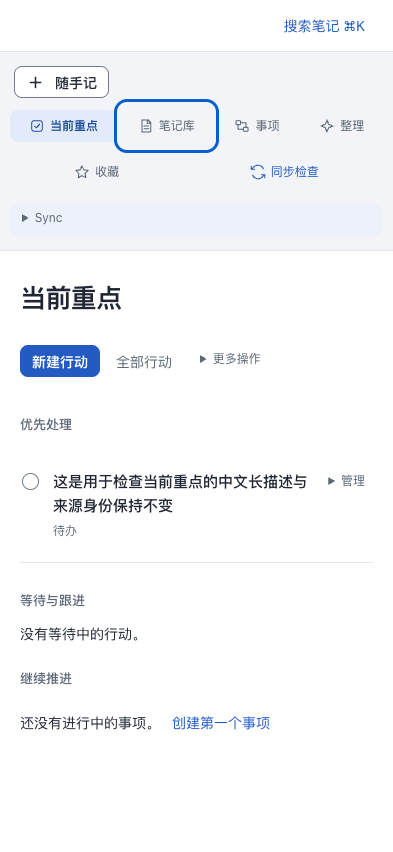 搜索笔记 ⌘K
随手记
当前重点 笔记库 事项 整理
收藏 同步检查
Sync
当前重点
新建行动 全部行动 更多操作
优先处理
这是用于检查当前重点的中文长描述与 管理
来源身份保持不变
待办
等待与跟进
没有等待中的行动。
继续推进
还没有进行中的事项。 创建第一个事项